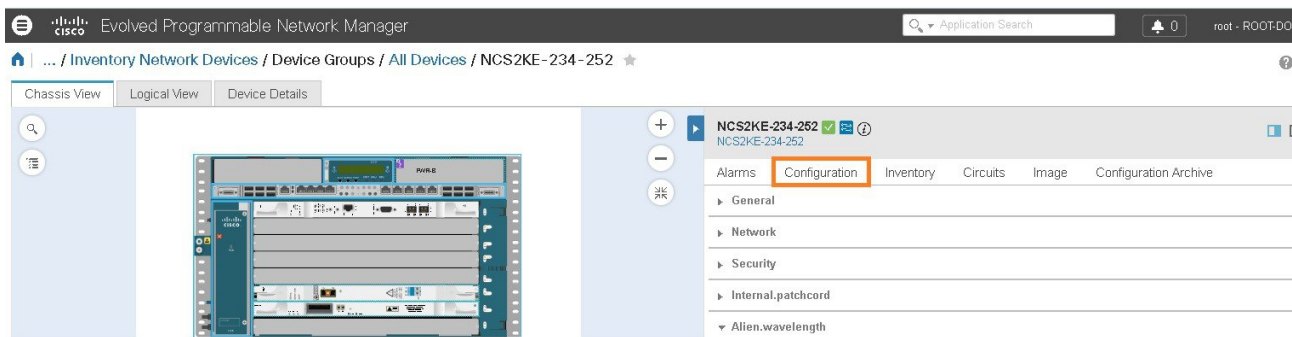 cisco Evolved Programmable Network Manager Application Search 0 root - ROOT-DO
... / Inventory Network Devices / Device Groups / All Devices / NCS2KE-234-252
Chassis View Logical View Device Details
NCS2KE-234-252
NCS2KE-234-252
Alarms Configuration Inventory Circuits Image Configuration Archive
General
Network
Security
Internal.patchcord
Alien.wavelength
PWR-B
cisco